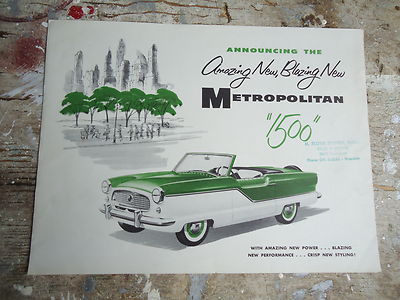 ANNOUNCING THE
Amazing New, Blazing New
METROPOLITAN
"1500"
WITH AMAZING NEW POWER . . . BLAZING
NEW PERFORMANCE . . . CRISP NEW STYLING!